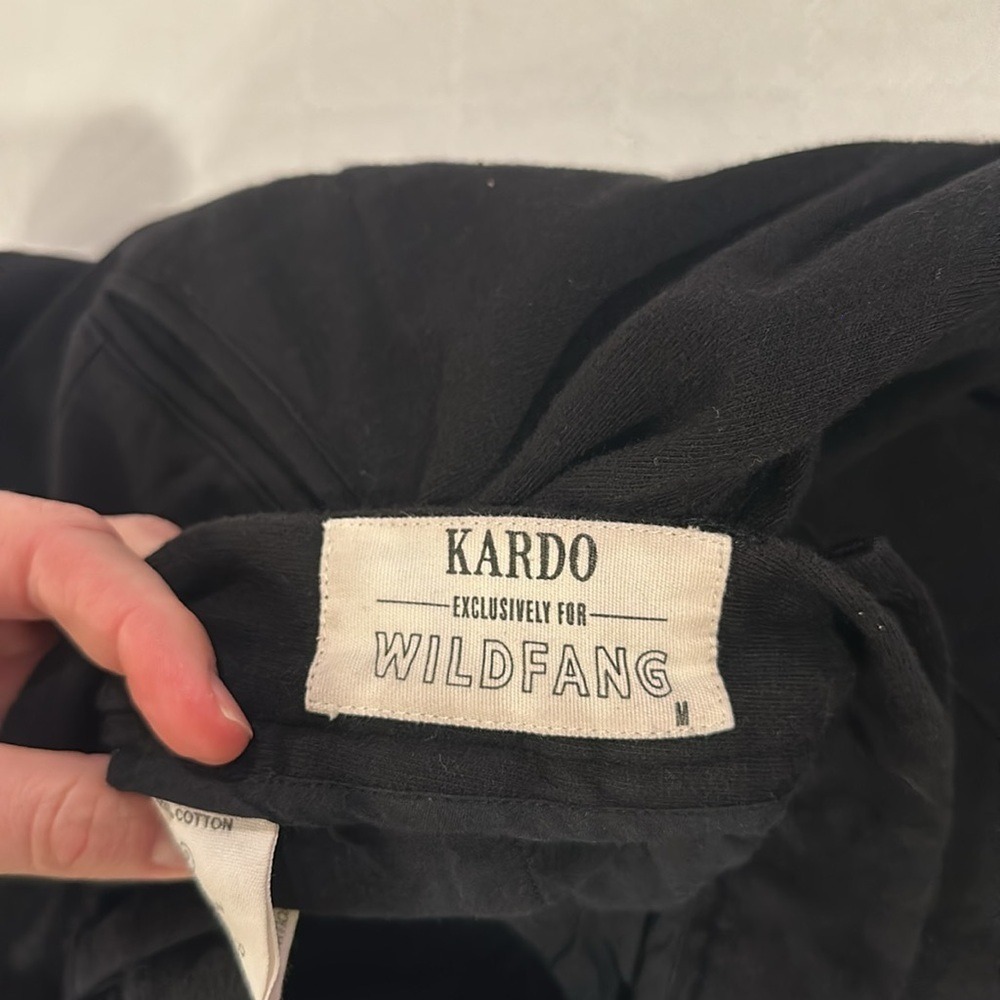 KARDO
EXCLUSIVELY FOR
WILDFANG
M
COTTON